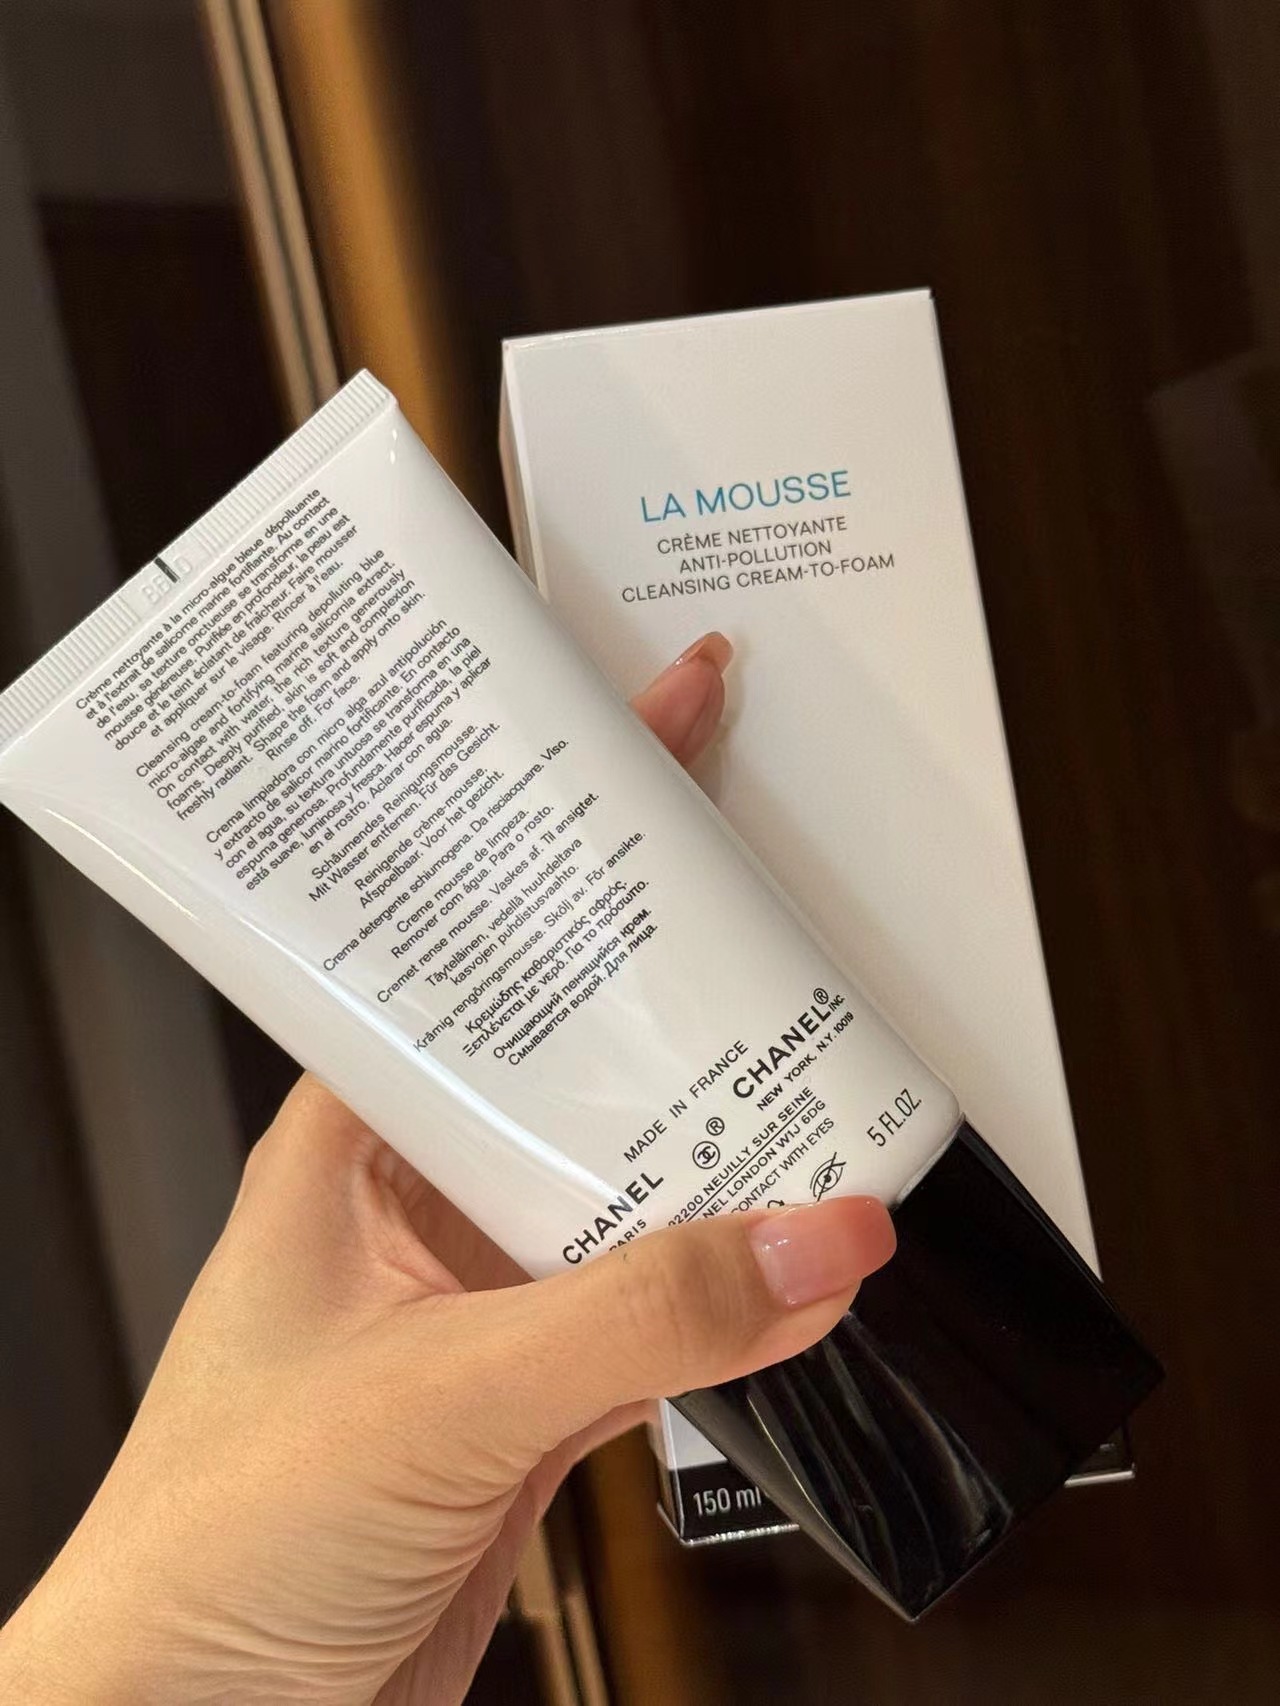 LA MOUSSE
CRÈME NETTOYANTE
ANTI-POLLUTION
CLEANSING CREAM-TO-FOAM
150 ml
Crème nettoyante à la micro-algue bleue dépolluante
et à l'extrait de salicorne marine fortifiante. Au contact
de l'eau, sa texture onctueuse se transforme en une
mousse généreuse. Purifiée en profondeur, la peau est
douce et le teint éclatant de fraîcheur. Faire mousser
et appliquer sur le visage. Rincer à l'eau.
Cleansing cream-to-foam featuring depolluting blue
micro-algae and fortifying marine salicornia extract.
On contact with water, the rich texture generously
foams. Deeply purified, skin is soft and complexion
freshly radiant. Shape the foam and apply onto skin.
Rinse off. For face.
Crema limpiadora con micro alga azul antipolución
y extracto de salicor marino fortificante. En contacto
con el agua, su textura untuosa se transforma en una
espuma generosa. Profundamente purificada, la piel
está suave, luminosa y fresca. Hacer espuma y aplicar
en el rostro. Aclarar con agua.
Schäumendes Reinigungsmousse.
Mit Wasser entfernen. Für das Gesicht.
Reinigende crème-mousse.
Afspoelbaar. Voor het gezicht.
Crema detergente schiumogena. Da risciacquare. Viso.
Creme mousse de limpeza.
Remover com água. Para o rosto.
Cremet rense mousse. Vaskes af. Til ansigtet.
Täyteläinen, vedellä huuhdeltava
kasvojen puhdistusvaahto.
Krämig rengöringsmousse. Skölj av. För ansikte.
Κρεμώδης καθαριστικός αφρός.
Ξεπλένεται με νερό. Για το πρόσωπο.
Очищающий пенящийся крем.
Смывается водой. Для лица.
MADE IN FRANCE
CHANEL ® CHANEL®
PARIS NEW YORK, N.Y. 10019 INC.
92200 NEUILLY SUR SEINE
LONDON W1J 6DG
CONTACT WITH EYES
5 FL.OZ.